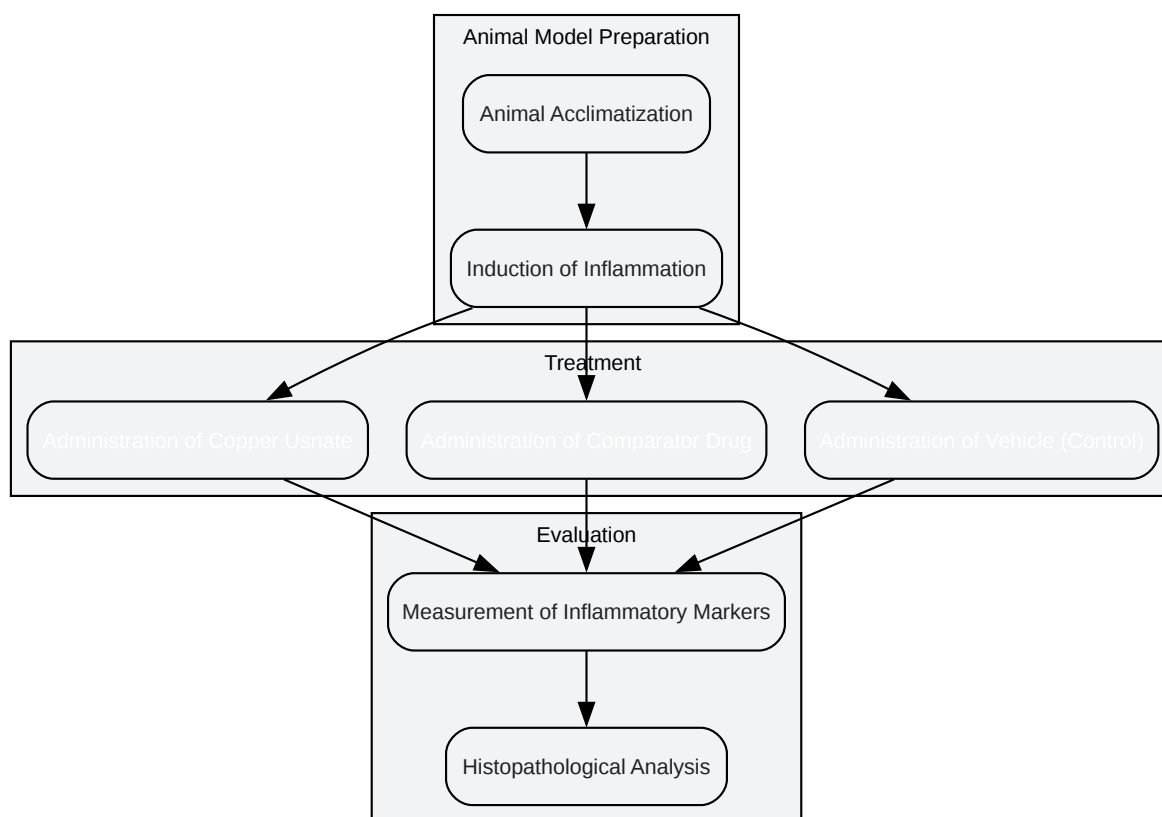 Animal Model Preparation
Animal Acclimatization
Induction of Inflammation
Treatment
Administration of Copper Usnate
Administration of Comparator Drug
Administration of Vehicle (Control)
Evaluation
Measurement of Inflammatory Markers
Histopathological Analysis